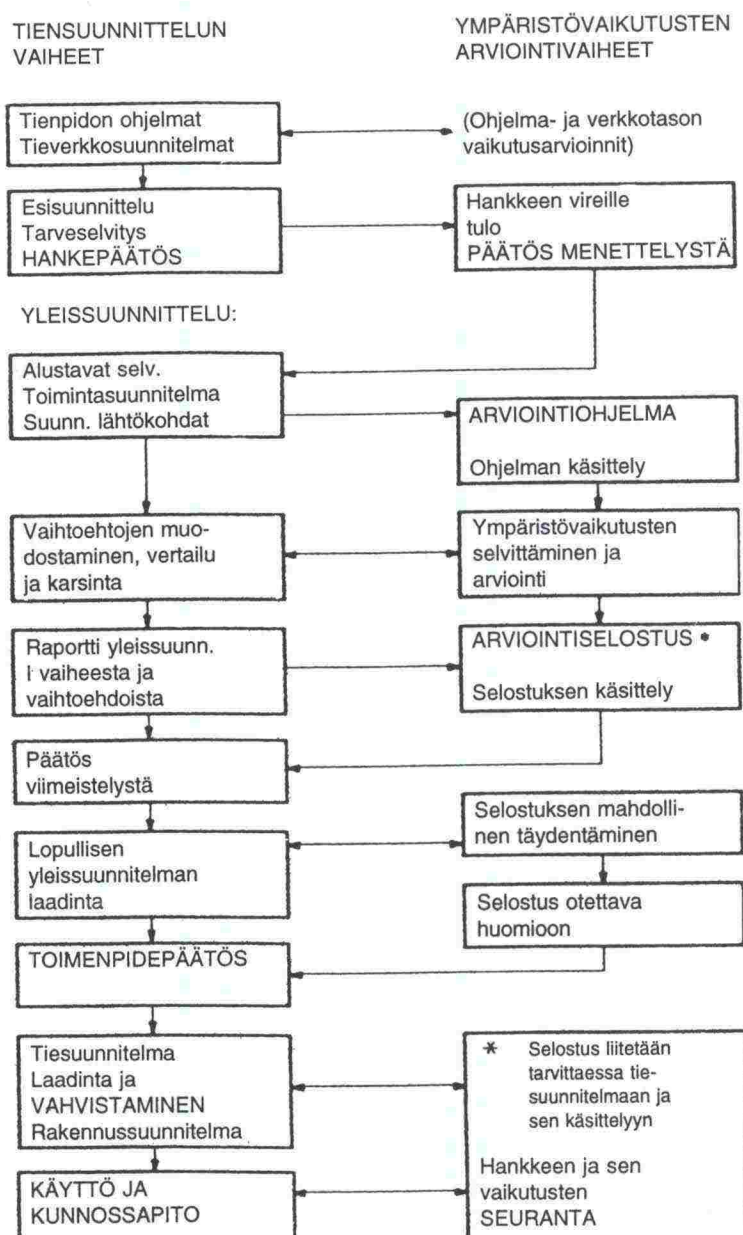 TIENSUUNNITTELUN
VAIHEET
YMPÄRISTÖVAIKUTUSTEN
ARVIOINTIVAIHEET
Tienpidon ohjelmat
Tieverkkosuunnitelmat
(Ohjelma- ja verkkotason
vaikutusarvioinnit)
Esisuunnittelu
Tarveselvitys
HANKEPÄÄTÖS
Hankkeen vireille
tulo
PÄÄTÖS MENETTELYSTÄ
YLEISSUUNNITTELU:
Alustavat selv.
Toimintasuunnitelma
Suunn. lähtökohdat
ARVIOINTIOHJELMA
Ohjelman käsittely
Vaihtoehtojen muo-
dostaminen, vertailu
ja karsinta
Ympäristövaikutusten
selvittäminen ja
arviointi
Raportti yleissuunn.
I vaiheesta ja
vaihtoehdoista
ARVIOINTISELOSTUS *
Selostuksen käsittely
Päätös
viimeistelystä
Lopullisen
yleissuunnitelman
laadinta
Selostuksen mahdolli-
nen täydentäminen
Selostus otettava
huomioon
TOIMENPIDEPÄÄTÖS
Tiesuunnitelma
Laadinta ja
VAHVISTAMINEN
Rakennussuunnitelma
* Selostus liitetään
tarvittaessa tie-
suunnitelmaan ja
sen käsittelyyn
Hankkeen ja sen
vaikutusten
SEURANTA
KÄYTTÖ JA
KUNNOSSAPITO